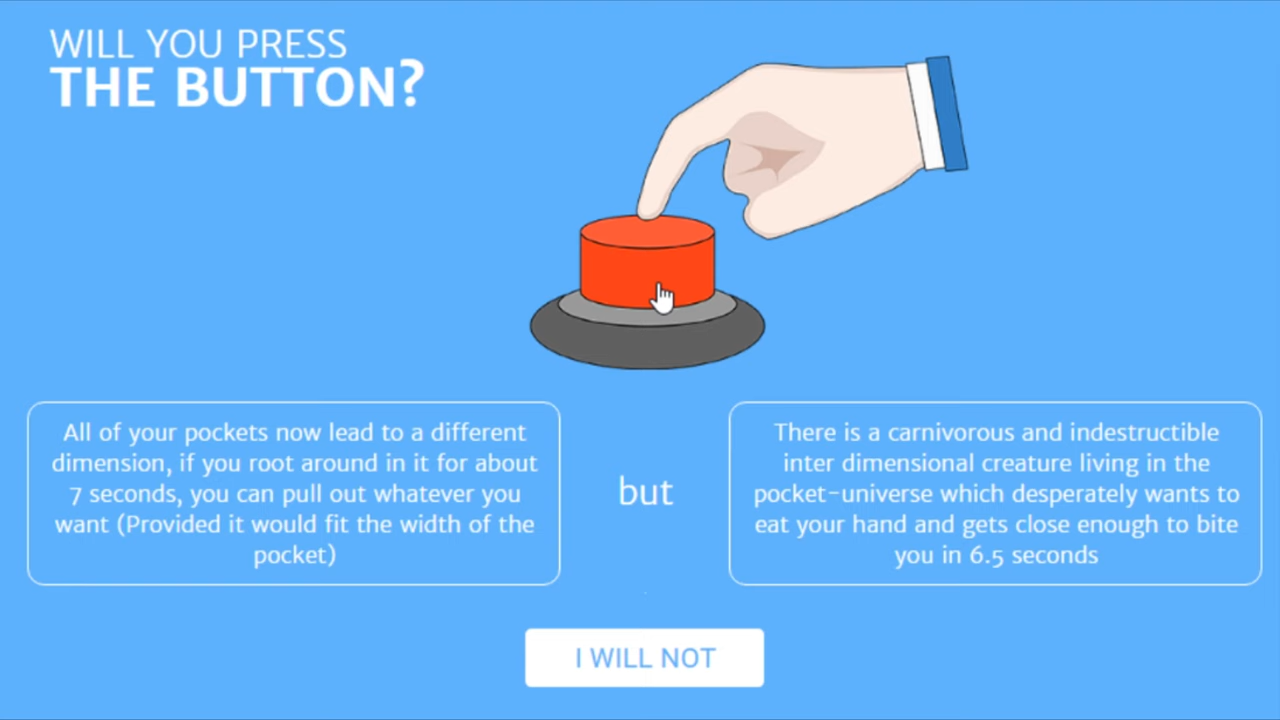 WILL YOU PRESS
THE BUTTON?
All of your pockets now lead to a different
dimension, if you root around in it for about
7 seconds, you can pull out whatever you
want (Provided it would fit the width of the
pocket)
but
There is a carnivorous and indestructible
inter dimensional creature living in the
pocket-universe which desperately wants to
eat your hand and gets close enough to bite
you in 6.5 seconds
I WILL NOT